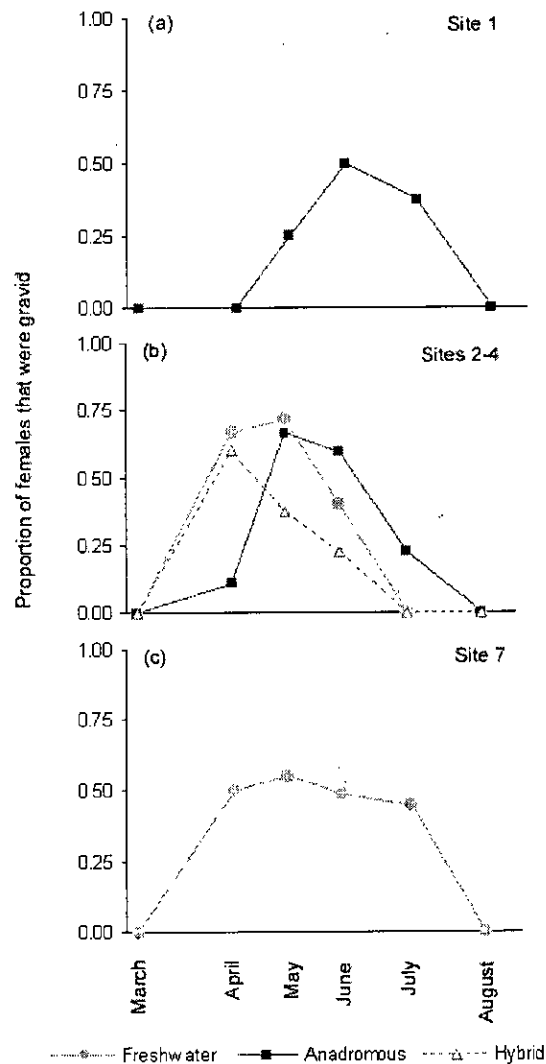 Proportion of females that were gravid
(a) Site 1
1.00
0.75
0.50
0.25
0.00
(b) Sites 2-4
1.00
0.75
0.50
0.25
0.00
(c) Site 7
1.00
0.75
0.50
0.25
0.00
March
April
May
June
July
August
Freshwater Anadromous Hybrid